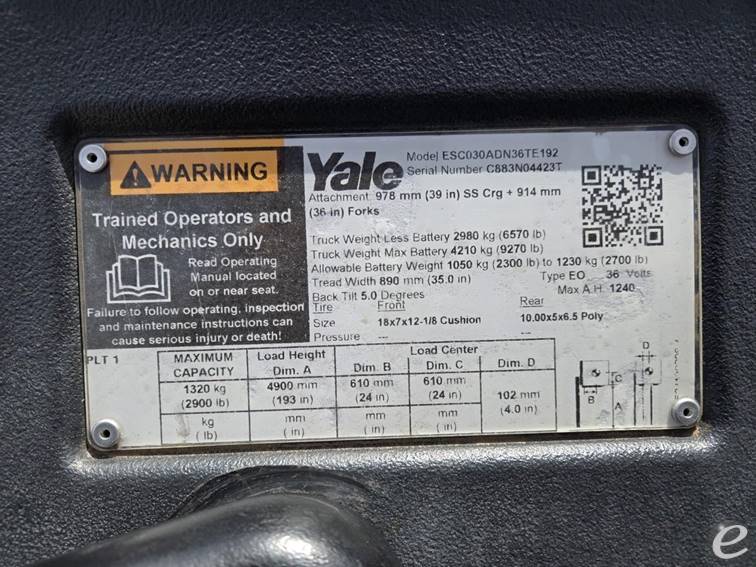 WARNING
Trained Operators and
Mechanics Only
Read Operating
Manual located
on or near seat.
Failure to follow operating, inspection
and maintenance instructions can
cause serious injury or death!
Yale
Model ESC030ADN36TE192
Serial Number C883N04423T
Attachment 978 mm (39 in) SS Crg + 914 mm
(36 in) Forks
Truck Weight Less Battery 2980 kg (6570 lb)
Truck Weight Max Battery 4210 kg (9270 lb)
Allowable Battery Weight 1050 kg (2300 lb) to 1230 kg (2700 lb)
Tread Width 890 mm (35.0 in) Type EO 36 Volts
Back Tilt 5.0 Degrees Max A.H. 1240
Tire Front Rear
Size 18x7x12-1/8 Cushion 10.00x5x6.5 Poly
Pressure --- ---
PLT 1
MAXIMUM CAPACITY Load Height Dim. A Load Center Dim. B Dim. C Dim. D
1320 kg 4900 mm 610 mm 610 mm 102 mm
(2900 lb) (193 in) (24 in) (24 in) (4.0 in)
kg mm mm mm mm
(lb) (in) (in) (in) (in)
D
B C A
e